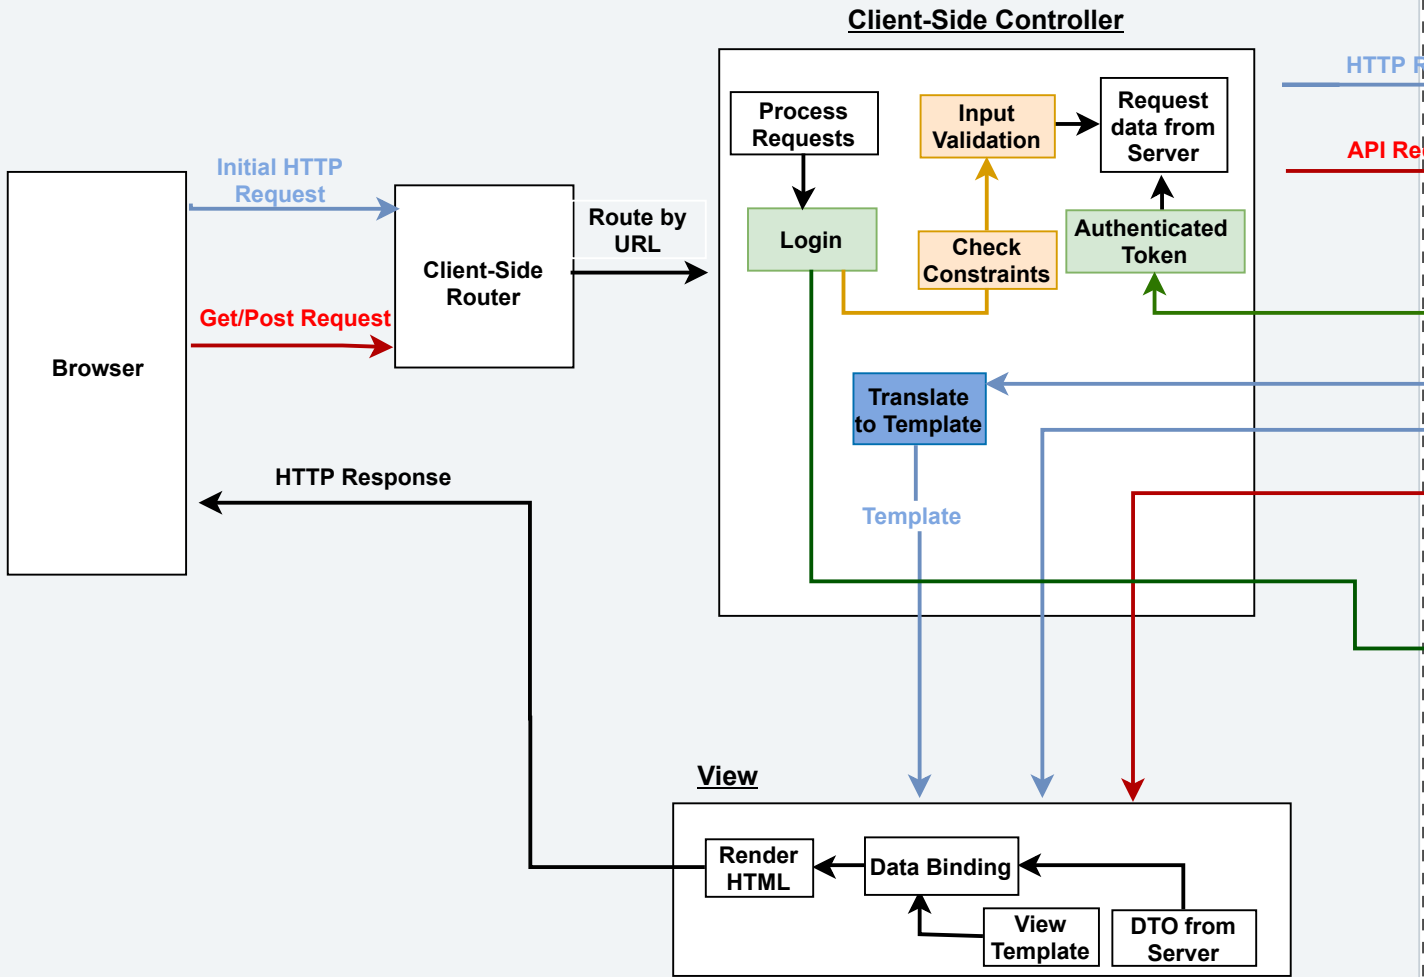 Client-Side Controller
HTTP
Process
Requests
Input
Validation
Request
data from
Server
API
Initial HTTP
Request
Route by
URL
Login
Check
Constraints
Authenticated
Token
Client-Side
Router
Get/Post Request
Browser
Translate
to Template
HTTP Response
Template
View
Render
HTML
Data Binding
View
Template
DTO from
Server